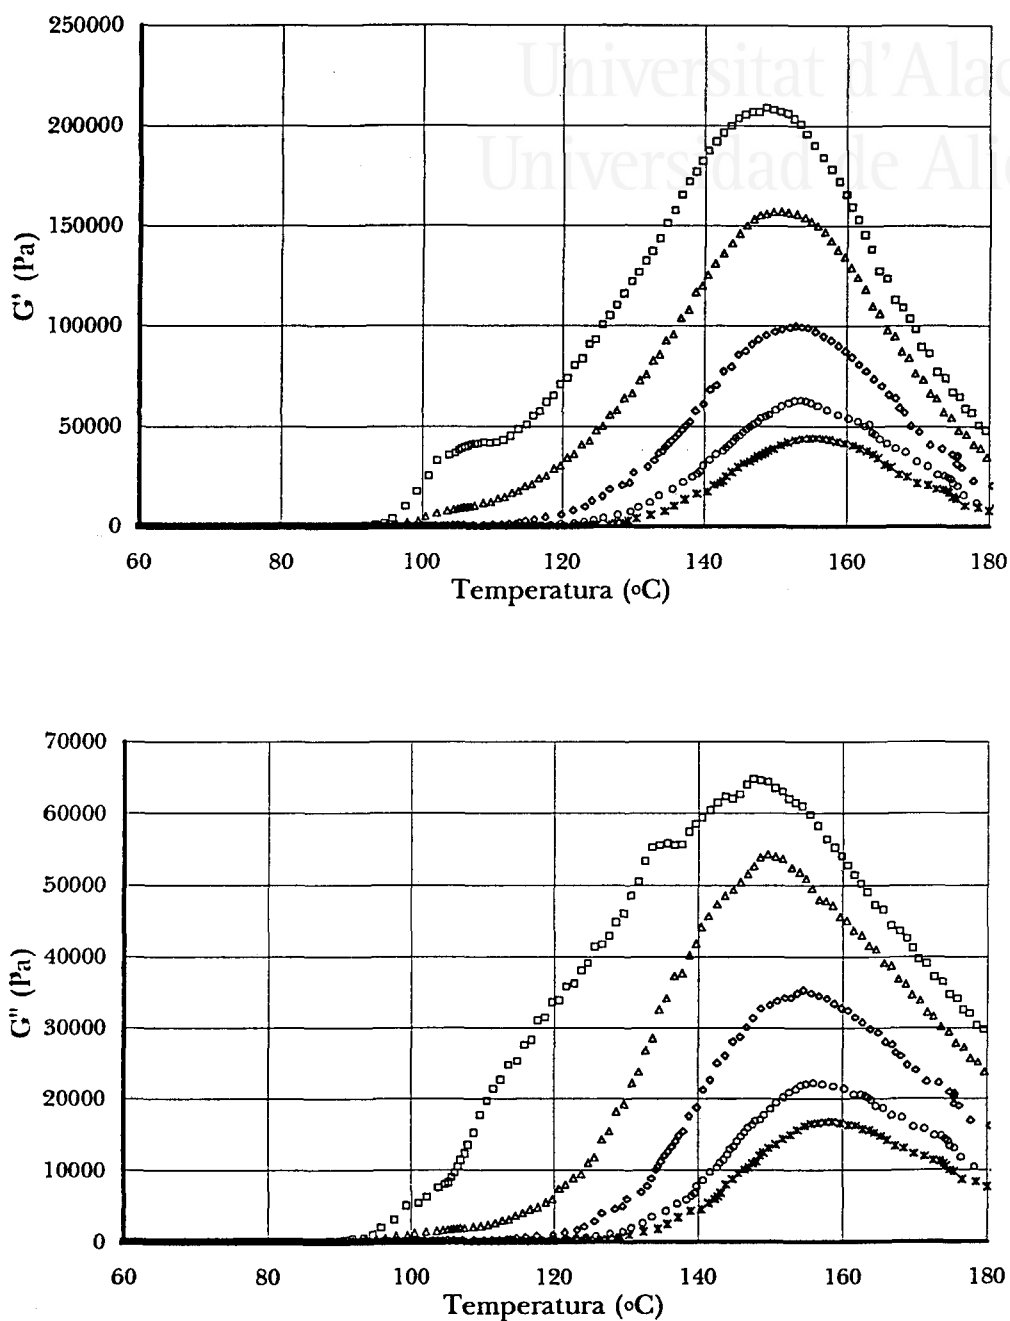 250000
Universitat d'Alac
200000
Universidad de Ali
150000
G' (Pa)
100000
50000
0
60 80 100 120 140 160 180
Temperatura (oC)
70000
60000
50000
40000
G'' (Pa)
30000
20000
10000
0
60 80 100 120 140 160 180
Temperatura (oC)